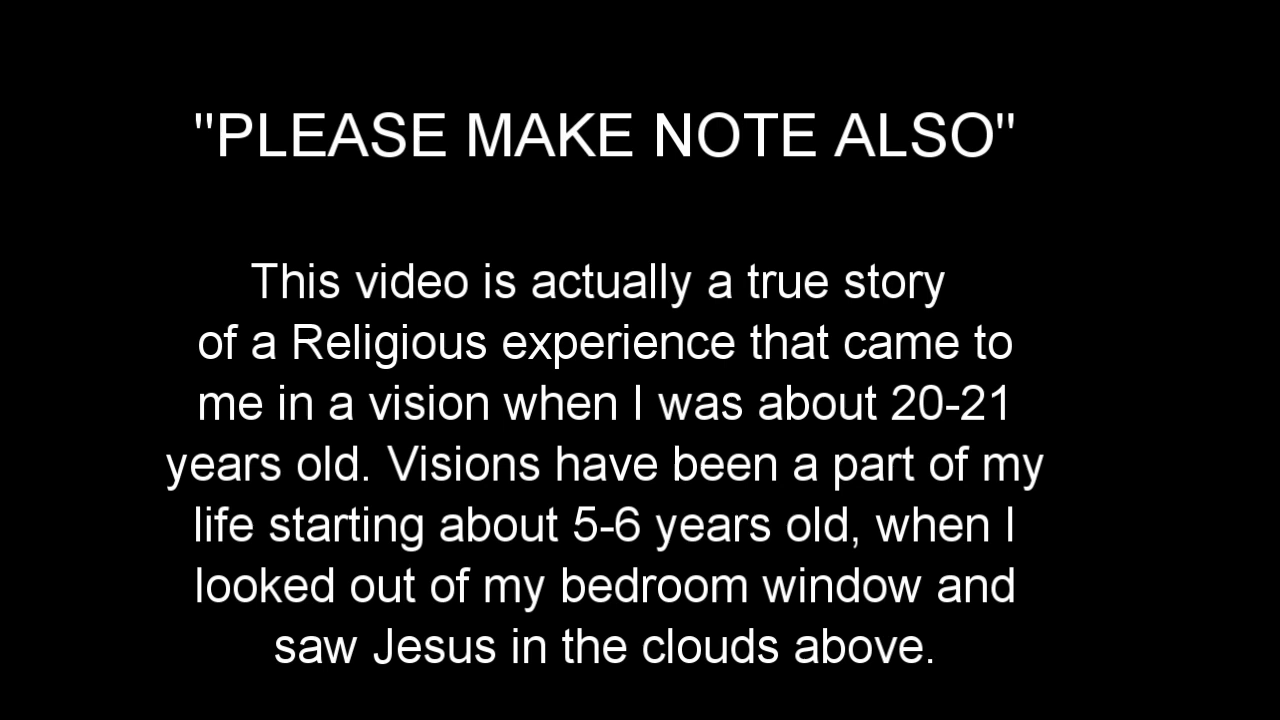 "PLEASE MAKE NOTE ALSO"
This video is actually a true story
of a Religious experience that came to
me in a vision when I was about 20-21
years old. Visions have been a part of my
life starting about 5-6 years old, when I
looked out of my bedroom window and
saw Jesus in the clouds above.